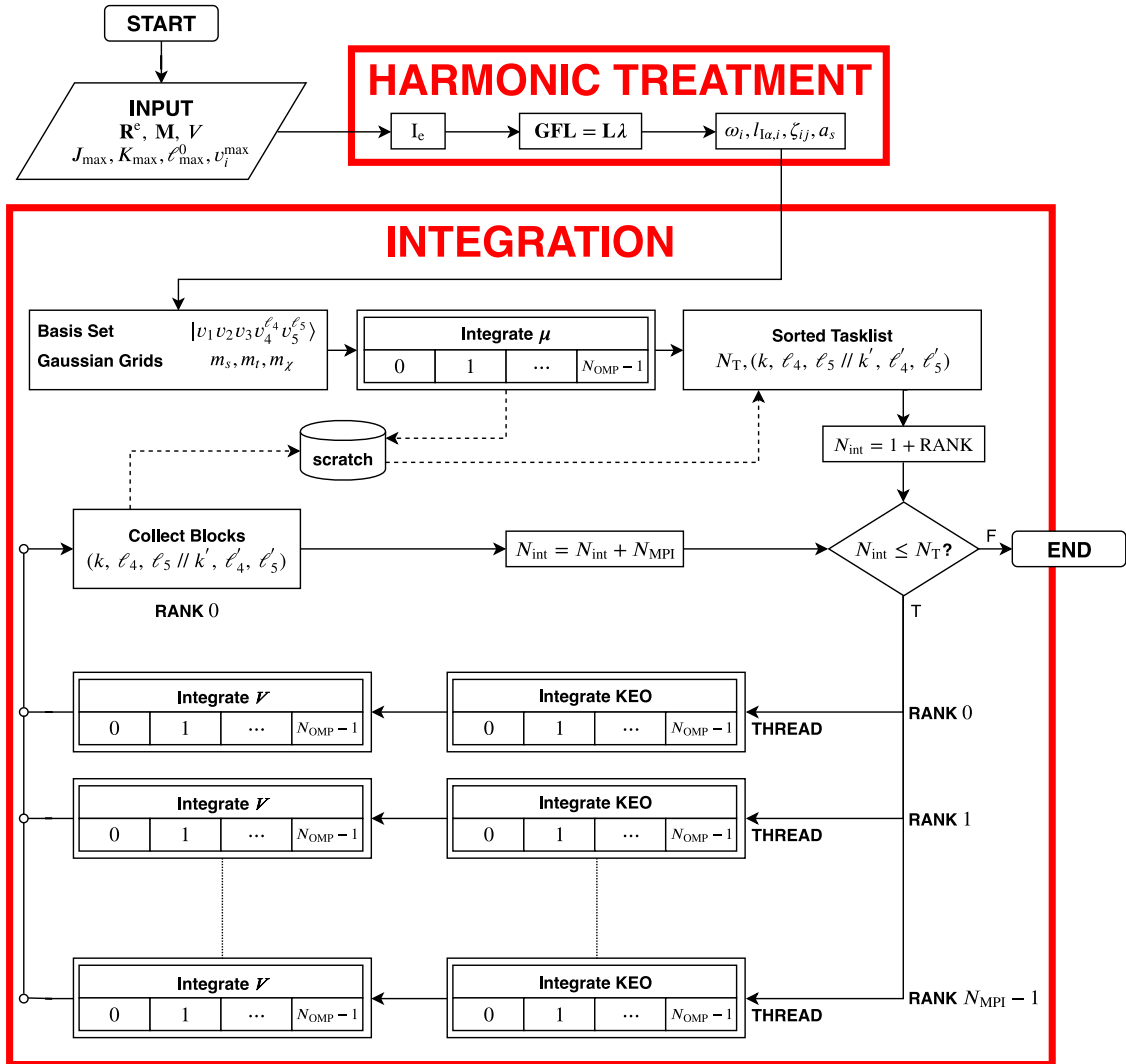 START
HARMONIC TREATMENT
INPUT
Rᵉ, M, V
J_max, K_max, ℓ⁰_max, v_i^max
I_e
GFL = Lλ
ω_i, l_{Iα,i}, ζ_{ij}, a_s
INTEGRATION
Basis Set |v₁v₂v₃v₄^{ℓ₄}v₅^{ℓ₅}⟩
Gaussian Grids m_s, m_t, m_χ
Integrate μ
0 1 ... N_OMP − 1
Sorted Tasklist
N_T, (k, ℓ₄, ℓ₅ // k′, ℓ′₄, ℓ′₅)
scratch
N_int = 1 + RANK
Collect Blocks
(k, ℓ₄, ℓ₅ // k′, ℓ′₄, ℓ′₅)
RANK 0
N_int = N_int + N_MPI
N_int ≤ N_T?
F
END
T
Integrate V
0 1 ... N_OMP − 1
Integrate KEO
0 1 ... N_OMP − 1
THREAD
RANK 0
Integrate V
0 1 ... N_OMP − 1
Integrate KEO
0 1 ... N_OMP − 1
THREAD
RANK 1
Integrate V
0 1 ... N_OMP − 1
Integrate KEO
0 1 ... N_OMP − 1
THREAD
RANK N_MPI − 1